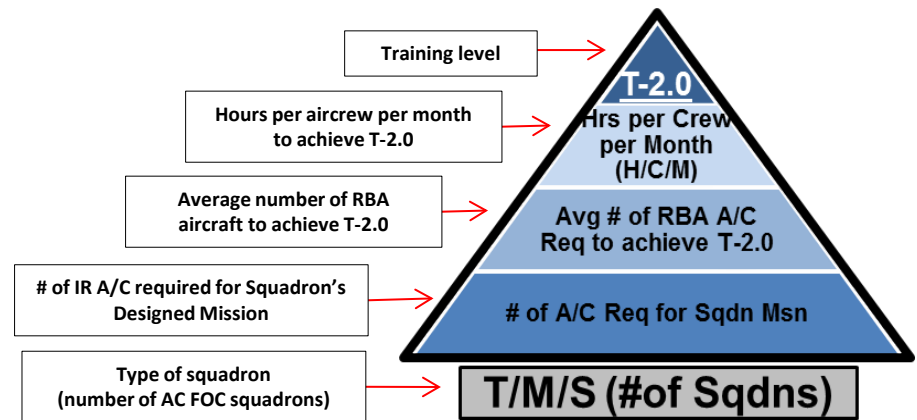 Training level
T-2.0
Hours per aircrew per month
to achieve T-2.0
Hrs per Crew
per Month
(H/C/M)
Average number of RBA
aircraft to achieve T-2.0
Avg # of RBA A/C
Req to achieve T-2.0
# of IR A/C required for Squadron’s
Designed Mission
# of A/C Req for Sqdn Msn
Type of squadron
(number of AC FOC squadrons)
T/M/S (#of Sqdns)